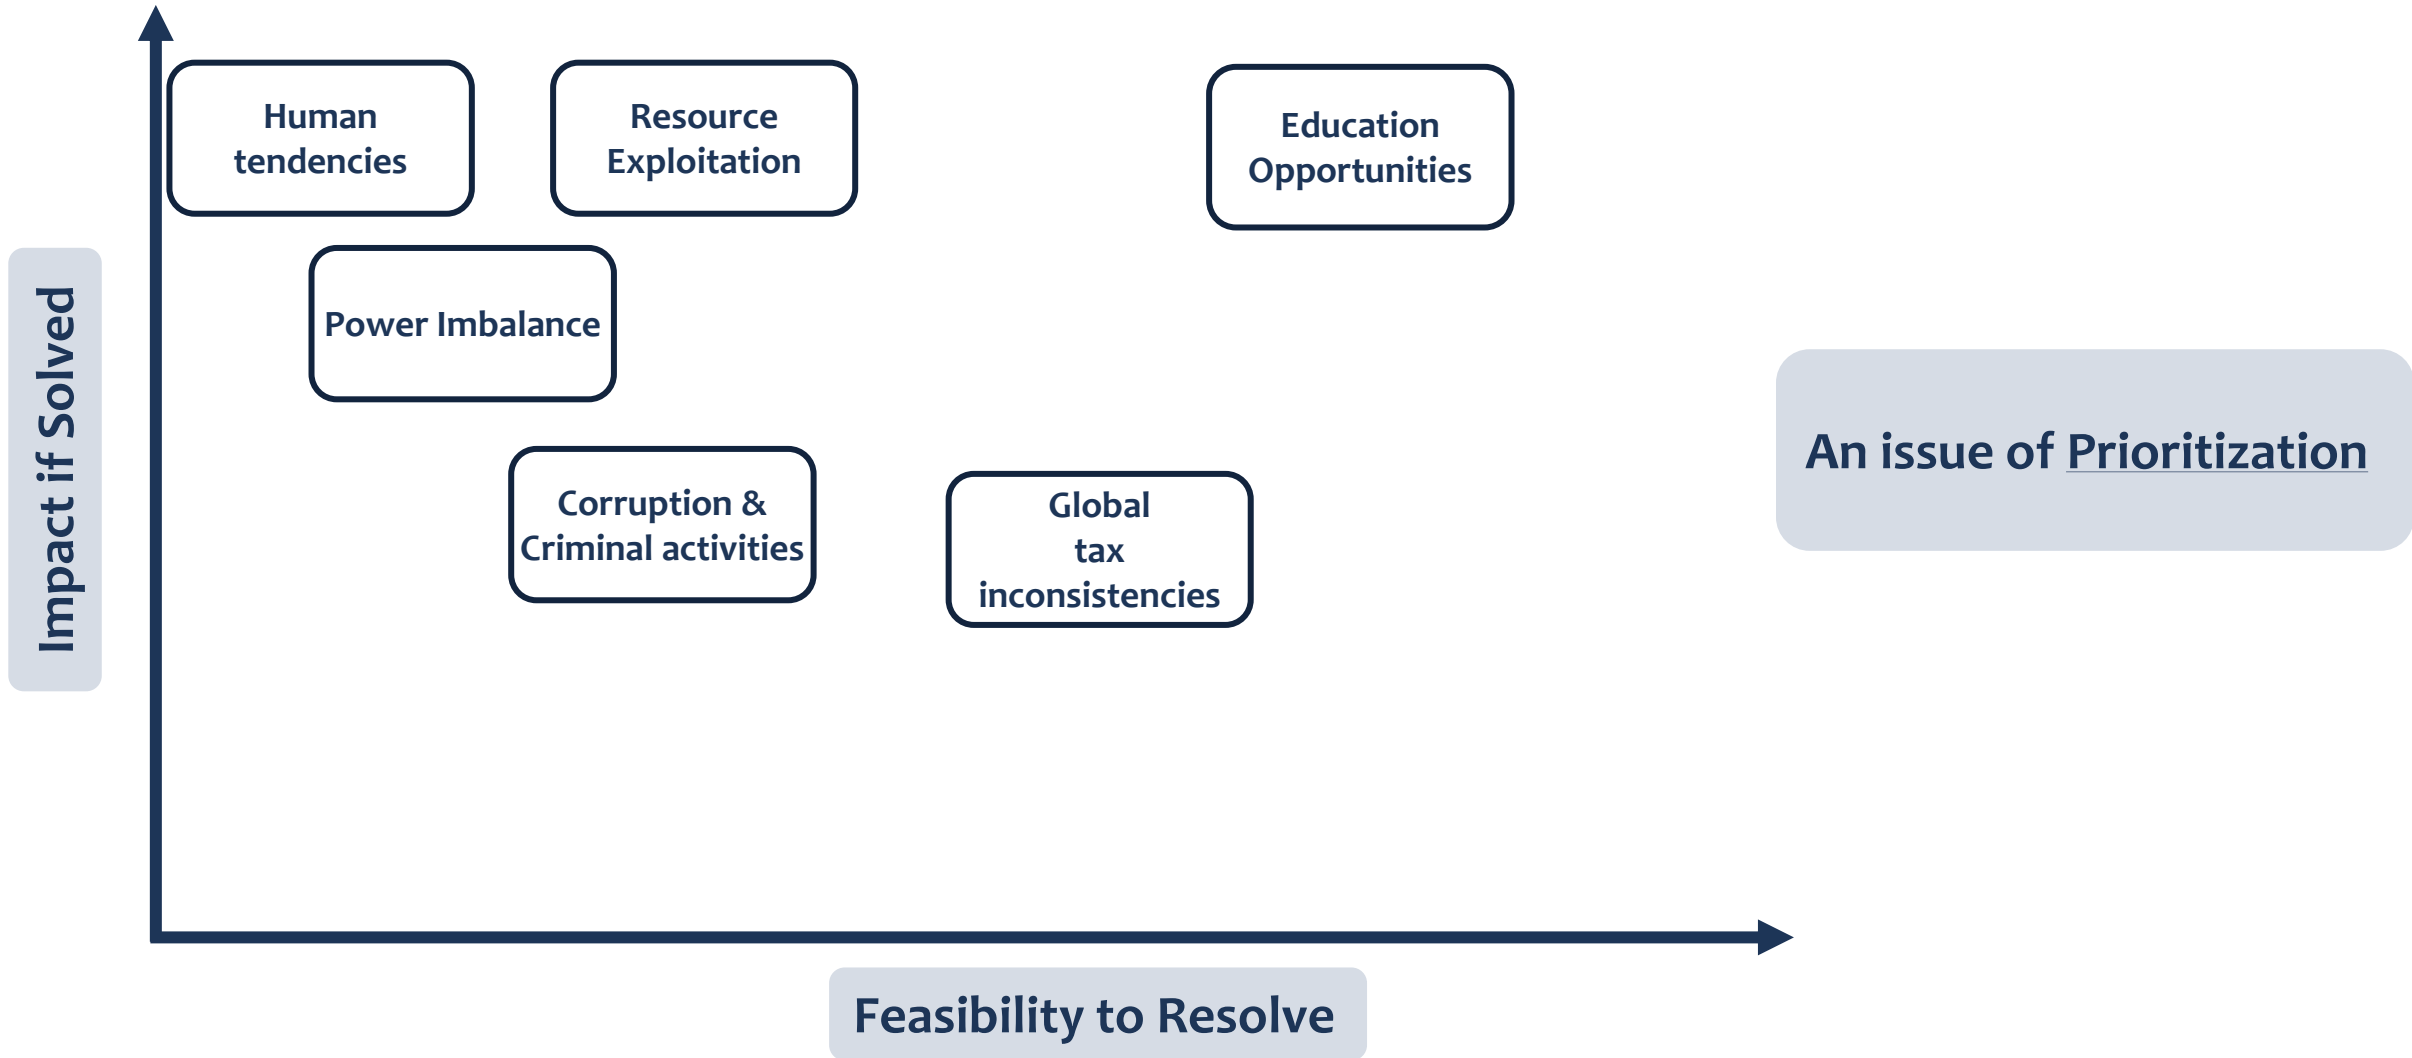 Human
tendencies
Resource
Exploitation
Education
Opportunities
Power Imbalance
Impact if Solved
An issue of Prioritization
Corruption &
Criminal activities
Global
tax
inconsistencies
Feasibility to Resolve